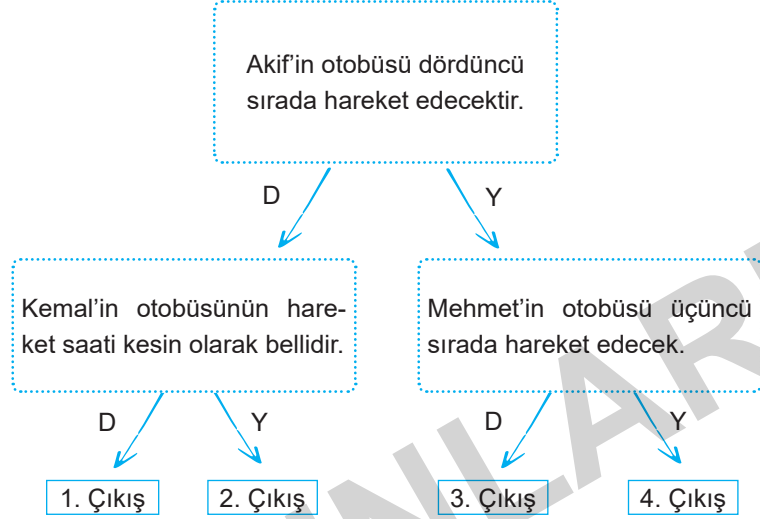 Akif’in otobüsü dördüncü
sırada hareket edecektir.
D
Y
Kemal’in otobüsünün hare-
ket saati kesin olarak bellidir.
Mehmet’in otobüsü üçüncü
sırada hareket edecek.
D
Y
D
Y
1. Çıkış
2. Çıkış
3. Çıkış
4. Çıkış